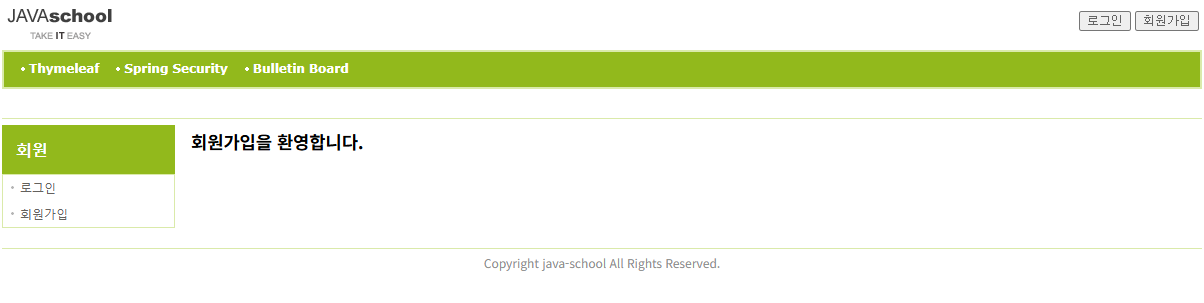 JAVAschool
TAKE IT EASY
로그인 회원가입
Thymeleaf Spring Security Bulletin Board
회원
로그인
회원가입
회원가입을 환영합니다.
Copyright java-school All Rights Reserved.